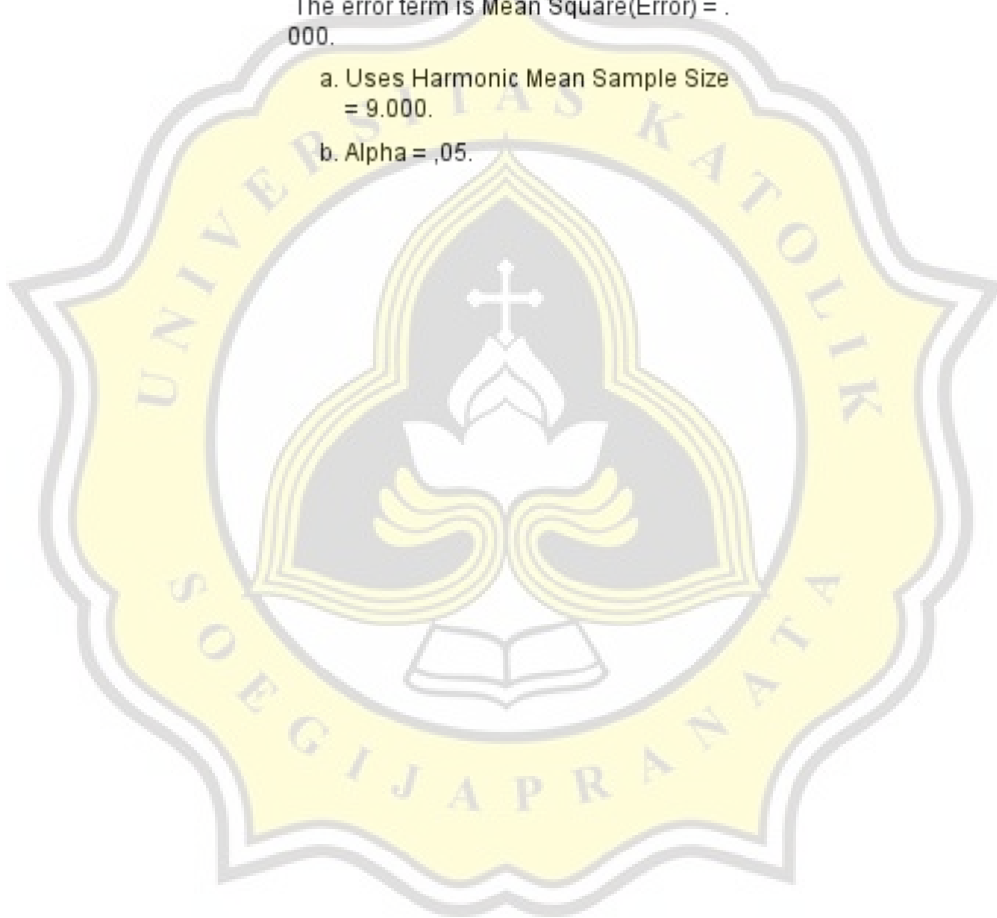 The error term is Mean Square(Error) = .
000.
a. Uses Harmonic Mean Sample Size
= 9.000.
b. Alpha = ,05.
UNIVERSITAS KATOLIK
SOEGIJAPRANATA